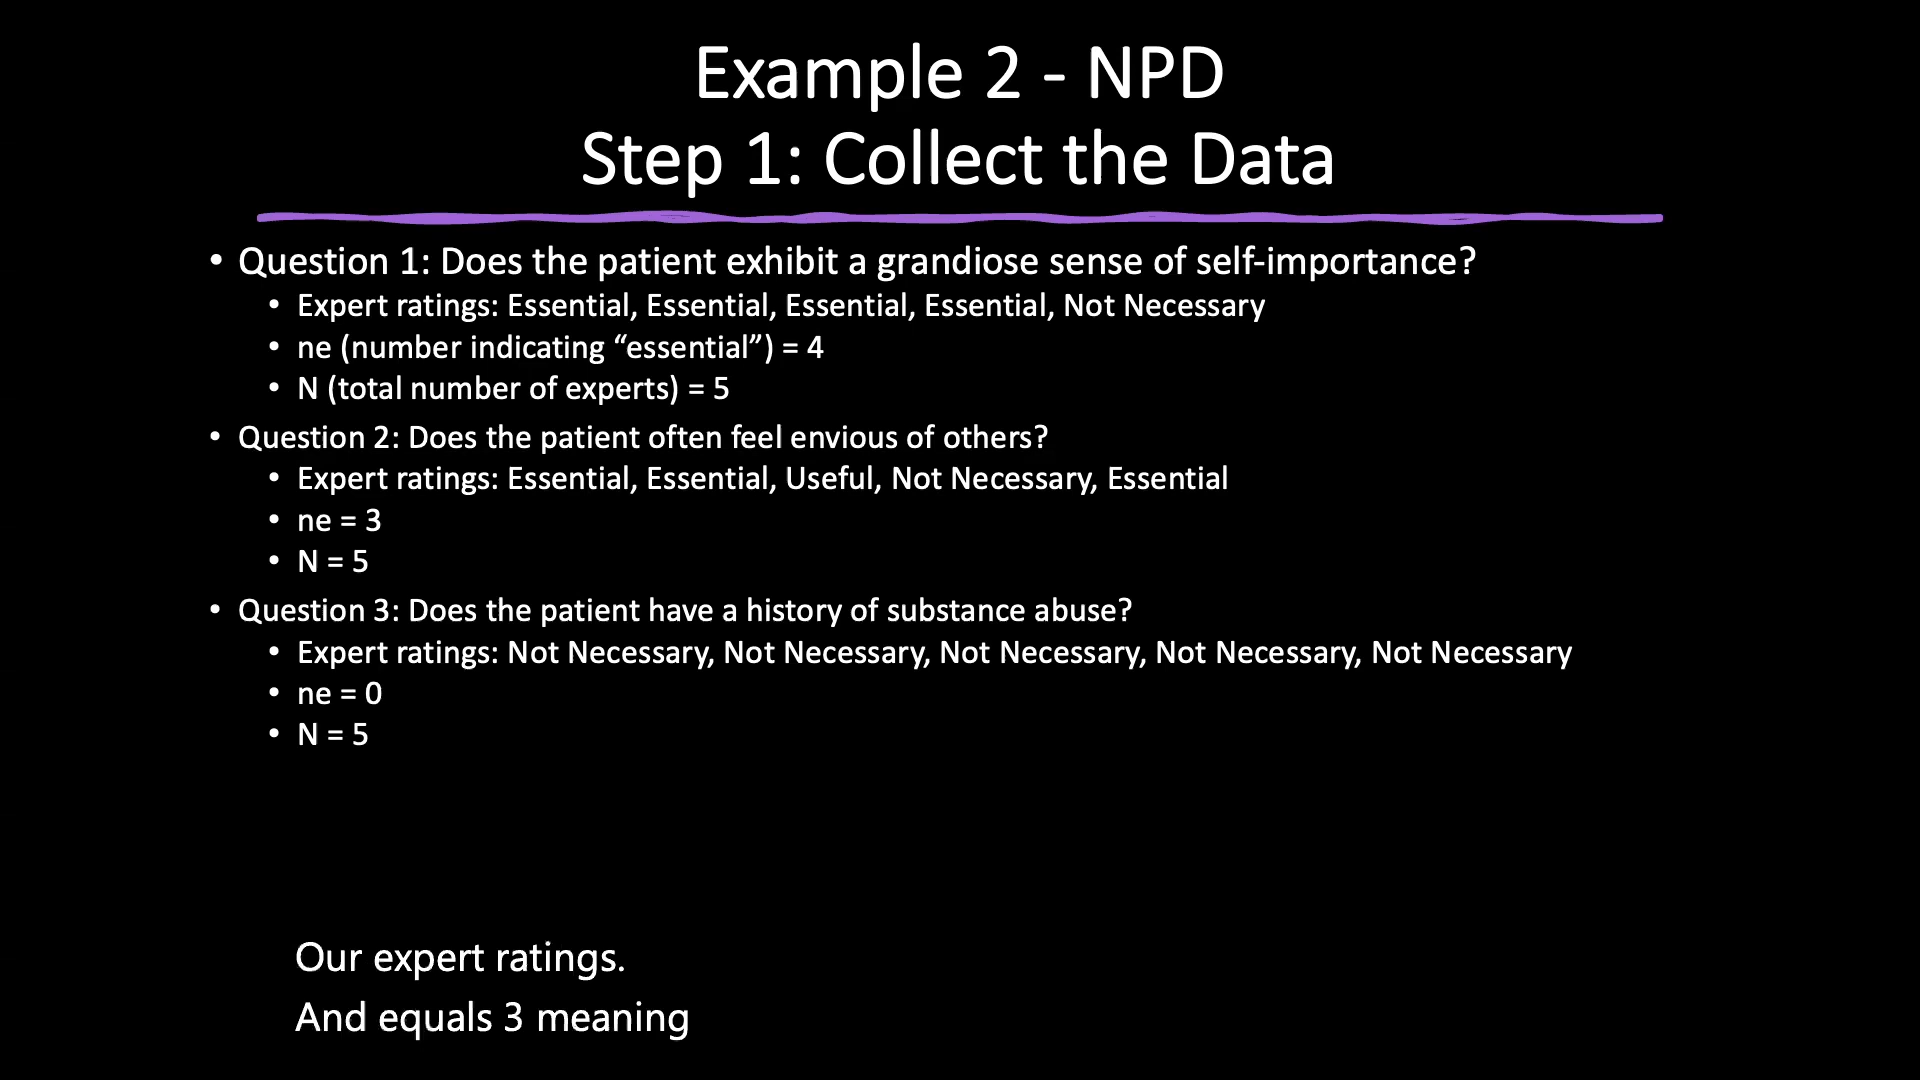 Example 2 - NPD
Step 1: Collect the Data
• Question 1: Does the patient exhibit a grandiose sense of self-importance?
• Expert ratings: Essential, Essential, Essential, Essential, Not Necessary
• ne (number indicating “essential”) = 4
• N (total number of experts) = 5
• Question 2: Does the patient often feel envious of others?
• Expert ratings: Essential, Essential, Useful, Not Necessary, Essential
• ne = 3
• N = 5
• Question 3: Does the patient have a history of substance abuse?
• Expert ratings: Not Necessary, Not Necessary, Not Necessary, Not Necessary, Not Necessary
• ne = 0
• N = 5
Our expert ratings.
And equals 3 meaning